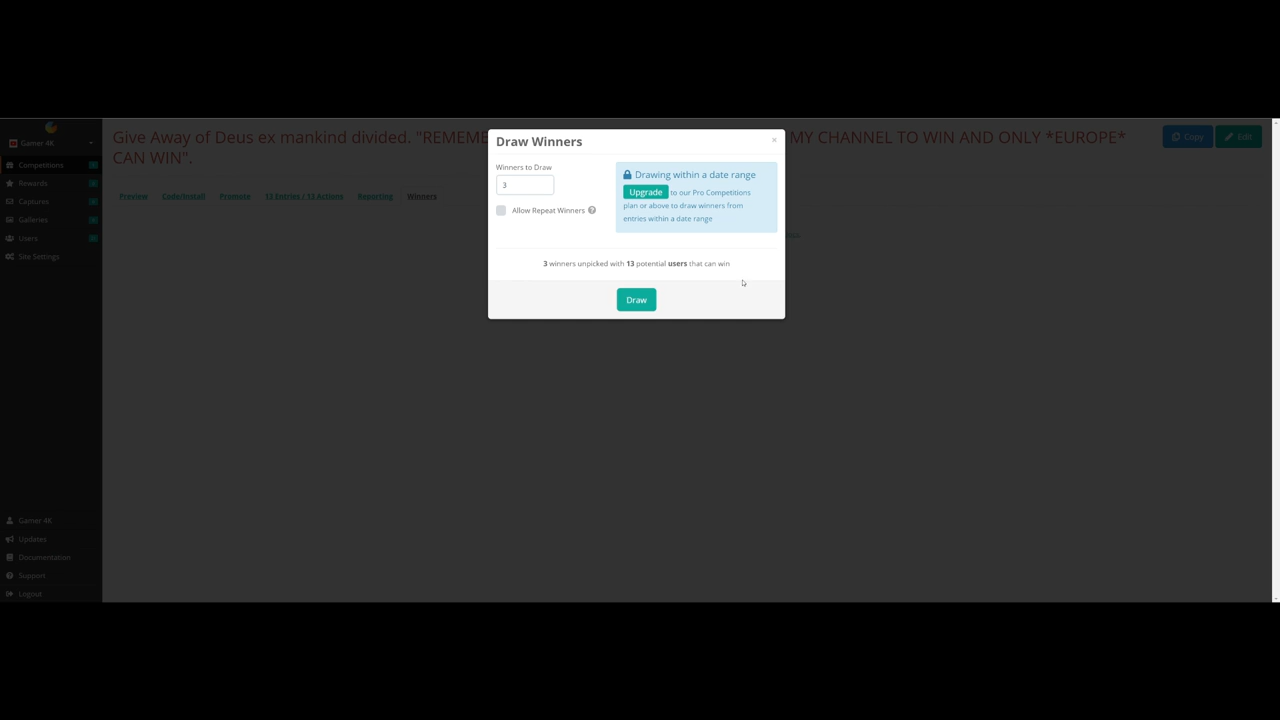 Give Away of Deus ex mankind divided. "REMEME MY CHANNEL TO WIN AND ONLY *EUROPE*
CAN WIN".
Copy
Edit
Gamer 4K
Competitions
Rewards
Captures
Galleries
Users
Site Settings
Preview
Code/Install
Promote
13 Entries / 13 Actions
Reporting
Winners
Draw Winners
×
Winners to Draw
3
Allow Repeat Winners
Drawing within a date range
Upgrade to our Pro Competitions
plan or above to draw winners from
entries within a date range
3 winners unpicked with 13 potential users that can win
Draw
Gamer 4K
Updates
Documentation
Support
Logout